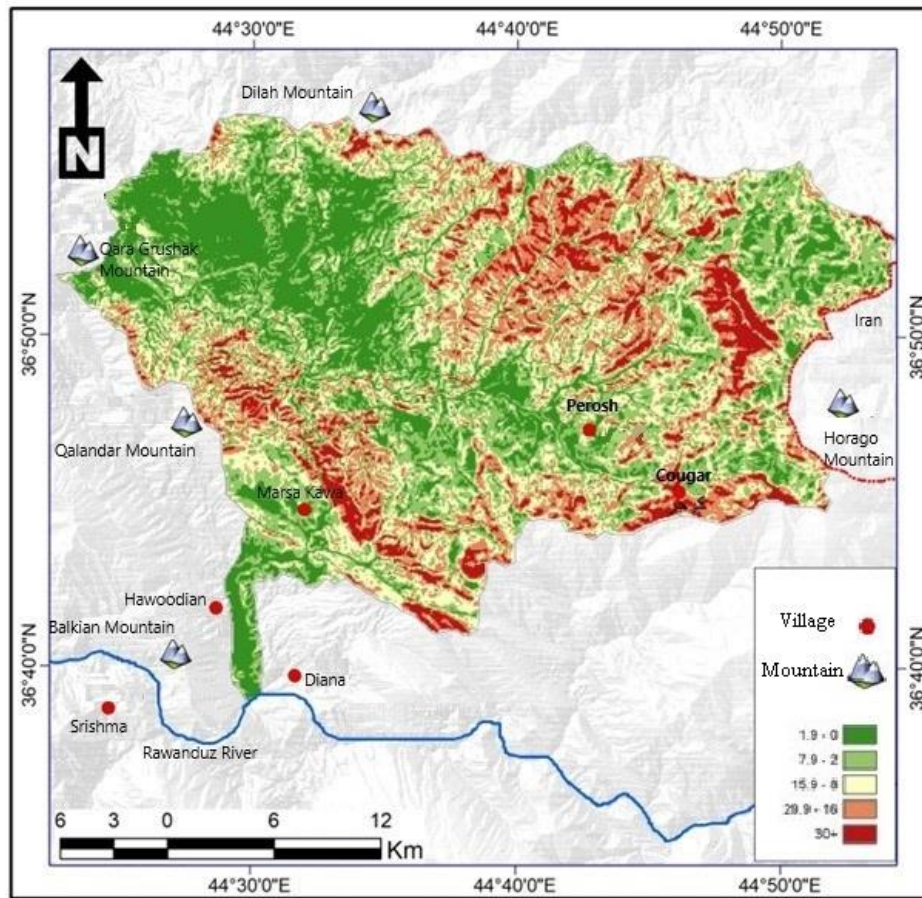 44°30'0"E
44°40'0"E
44°50'0"E
N
Dilah Mountain
Qara Grushak
Mountain
36°50'0"N
36°50'0"N
Iran
Perosh
Horago
Mountain
Qalandar Mountain
Cougar
Marsa Kawa
Hawoodian
Balkian Mountain
36°40'0"N
36°40'0"N
Diana
Srishma
Rawanduz River
Village
Mountain
1.9 - 0
7.9 - 2
15.9 - 8
29.9 - 16
30+
6 3 0 6 12
Km
44°30'0"E
44°40'0"E
44°50'0"E